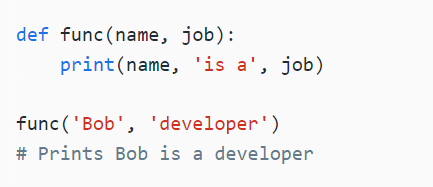 def func(name, job):
    print(name, 'is a', job)

func('Bob', 'developer')
# Prints Bob is a developer